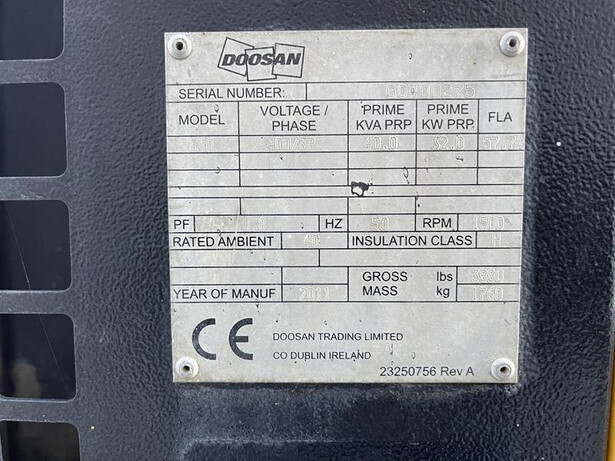 DOOSAN
SERIAL NUMBER:
MODEL VOLTAGE / PHASE PRIME KVA PRP PRIME KW PRP FLA
40.0 32.0
PF HZ 50 RPM
RATED AMBIENT INSULATION CLASS H
GROSS MASS lbs
YEAR OF MANUF kg
CE
DOOSAN TRADING LIMITED
CO DUBLIN IRELAND
23250756 Rev A